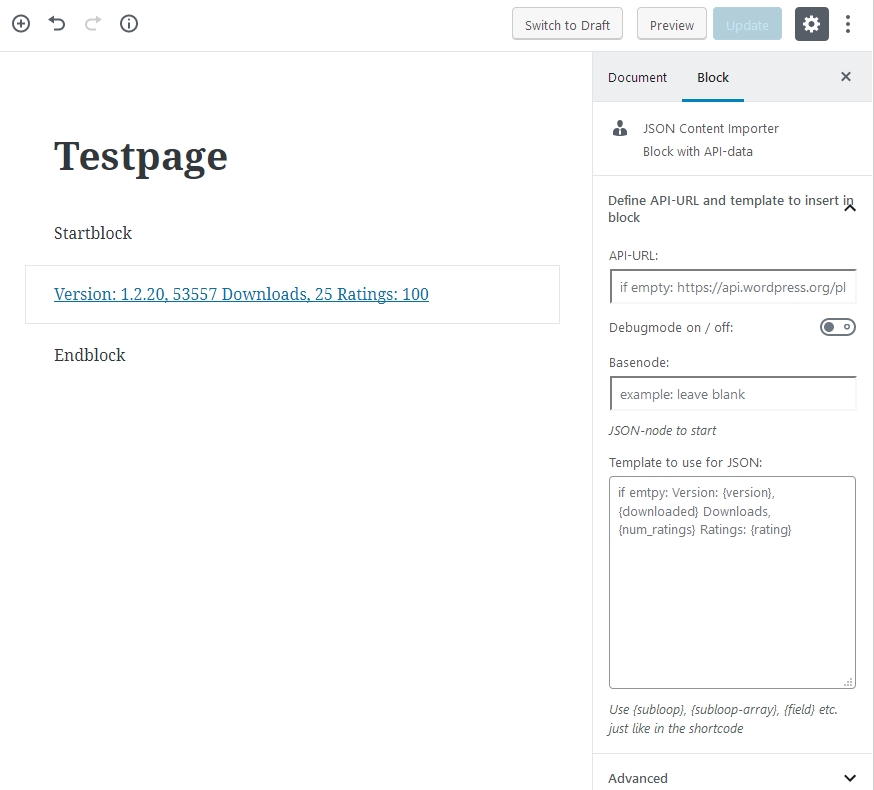 Switch to Draft
Preview
Update
Document
Block
Testpage
Startblock
Version: 1.2.20, 53557 Downloads, 25 Ratings: 100
Endblock
JSON Content Importer
Block with API-data
Define API-URL and template to insert in
block
API-URL:
if empty: https://api.wordpress.org/pl
Debugmode on / off:
Basenode:
example: leave blank
JSON-node to start
Template to use for JSON:
if emtpy: Version: {version},
{downloaded} Downloads,
{num_ratings} Ratings: {rating}
Use {subloop}, {subloop-array}, {field} etc.
just like in the shortcode
Advanced